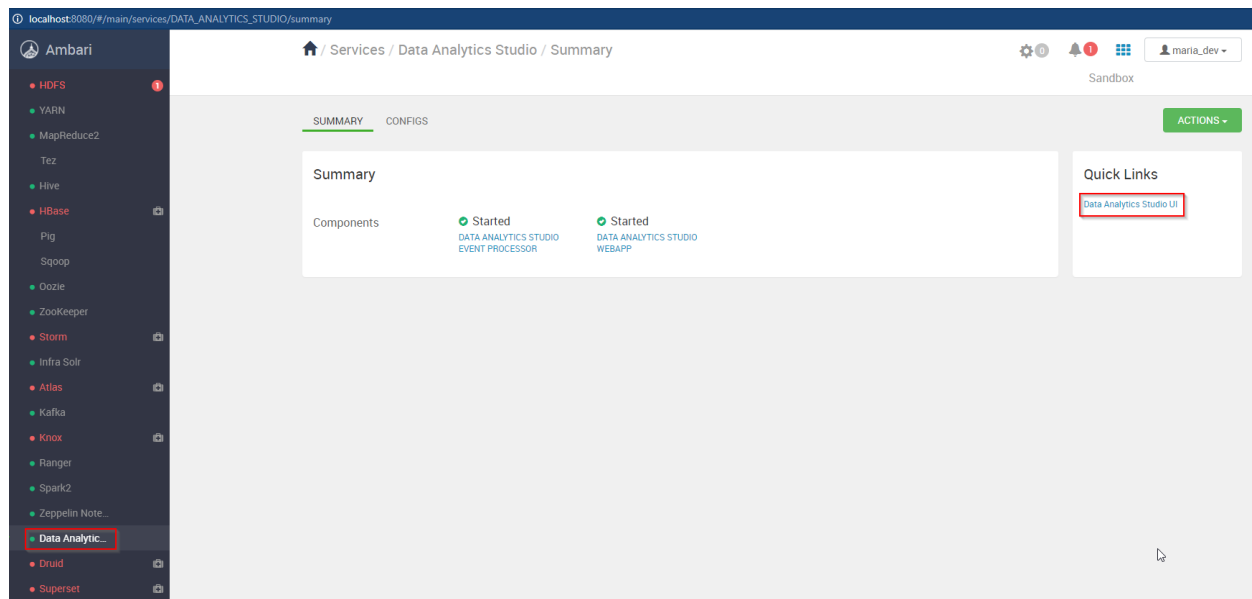 localhost:8080/#/main/services/DATA_ANALYTICS_STUDIO/summary
Ambari
/ Services / Data Analytics Studio / Summary
0
1
maria_dev
Sandbox
HDFS
1
YARN
MapReduce2
Tez
Hive
HBase
Pig
Sqoop
Oozie
ZooKeeper
Storm
Infra Solr
Atlas
Kafka
Knox
Ranger
Spark2
Zeppelin Note...
Data Analytic...
Druid
Superset
SUMMARY CONFIGS
ACTIONS
Summary
Components
Started
DATA ANALYTICS STUDIO
EVENT PROCESSOR
Started
DATA ANALYTICS STUDIO
WEBAPP
Quick Links
Data Analytics Studio UI